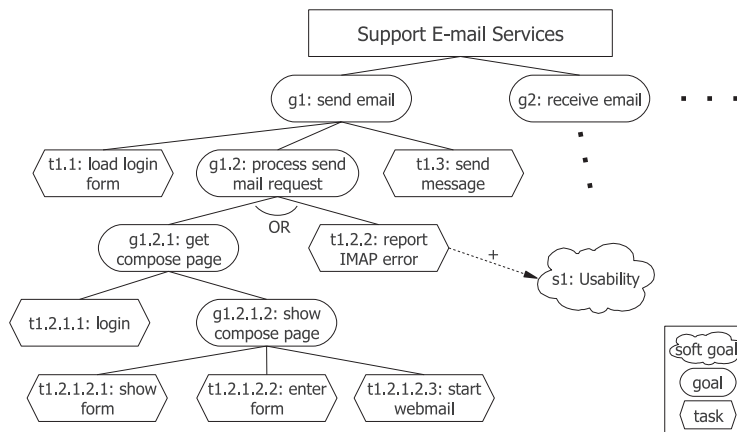 Support E-mail Services
g1: send email
g2: receive email
t1.1: load login
form
g1.2: process send
mail request
t1.3: send
message
OR
g1.2.1: get
compose page
t1.2.2: report
IMAP error
+
s1: Usability
t1.2.1.1: login
g1.2.1.2: show
compose page
t1.2.1.2.1: show
form
t1.2.1.2.2: enter
form
t1.2.1.2.3: start
webmail
soft goal
goal
task